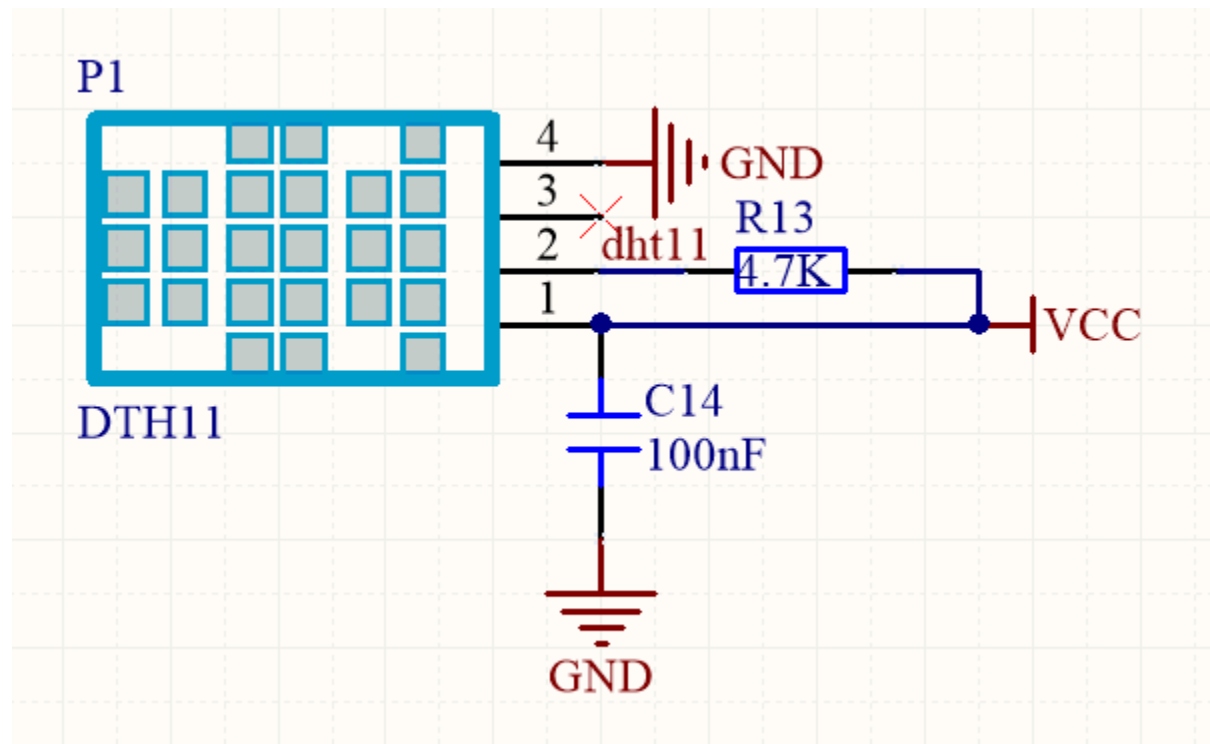 P1
4
GND
3
R13
2
dht11
4.7K
1
VCC
DTH11
C14
100nF
GND